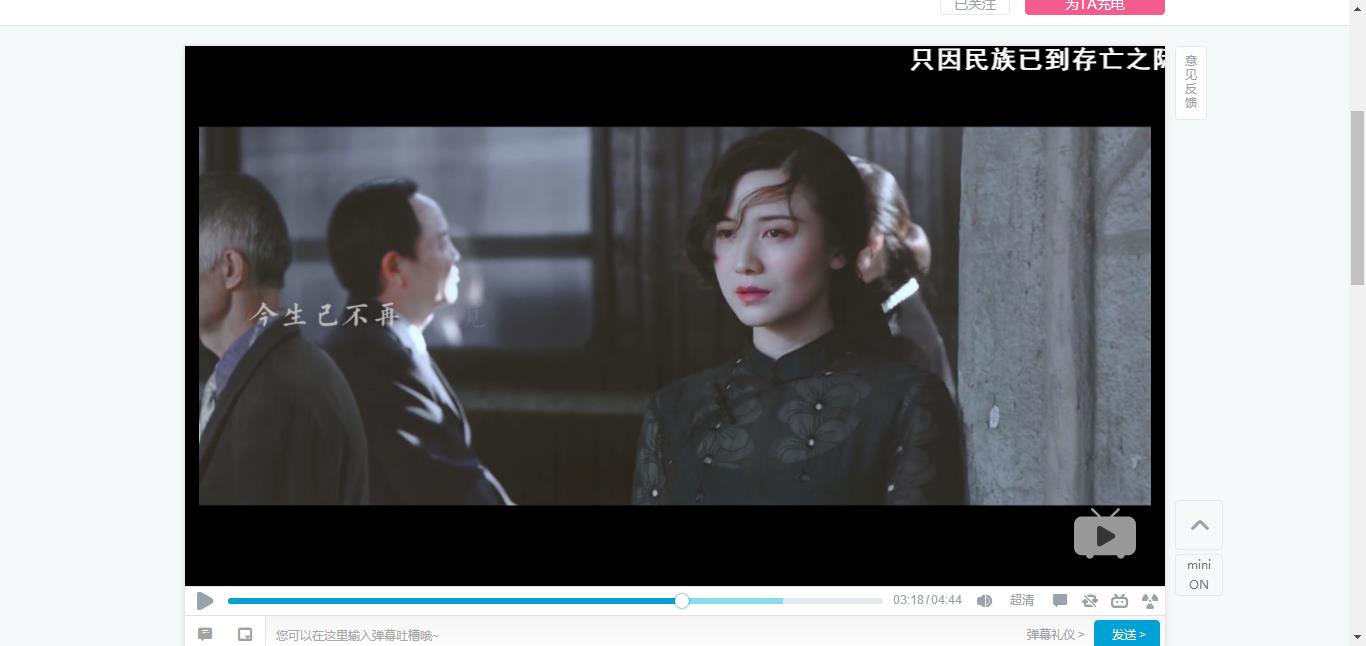 已关注
为TA充电
只因民族已到存亡之际
意见反馈
今生已不再
见
mini
ON
03:18/04:44
超清
您可以在这里输入弹幕吐槽哦~
弹幕礼仪 >
发送 >